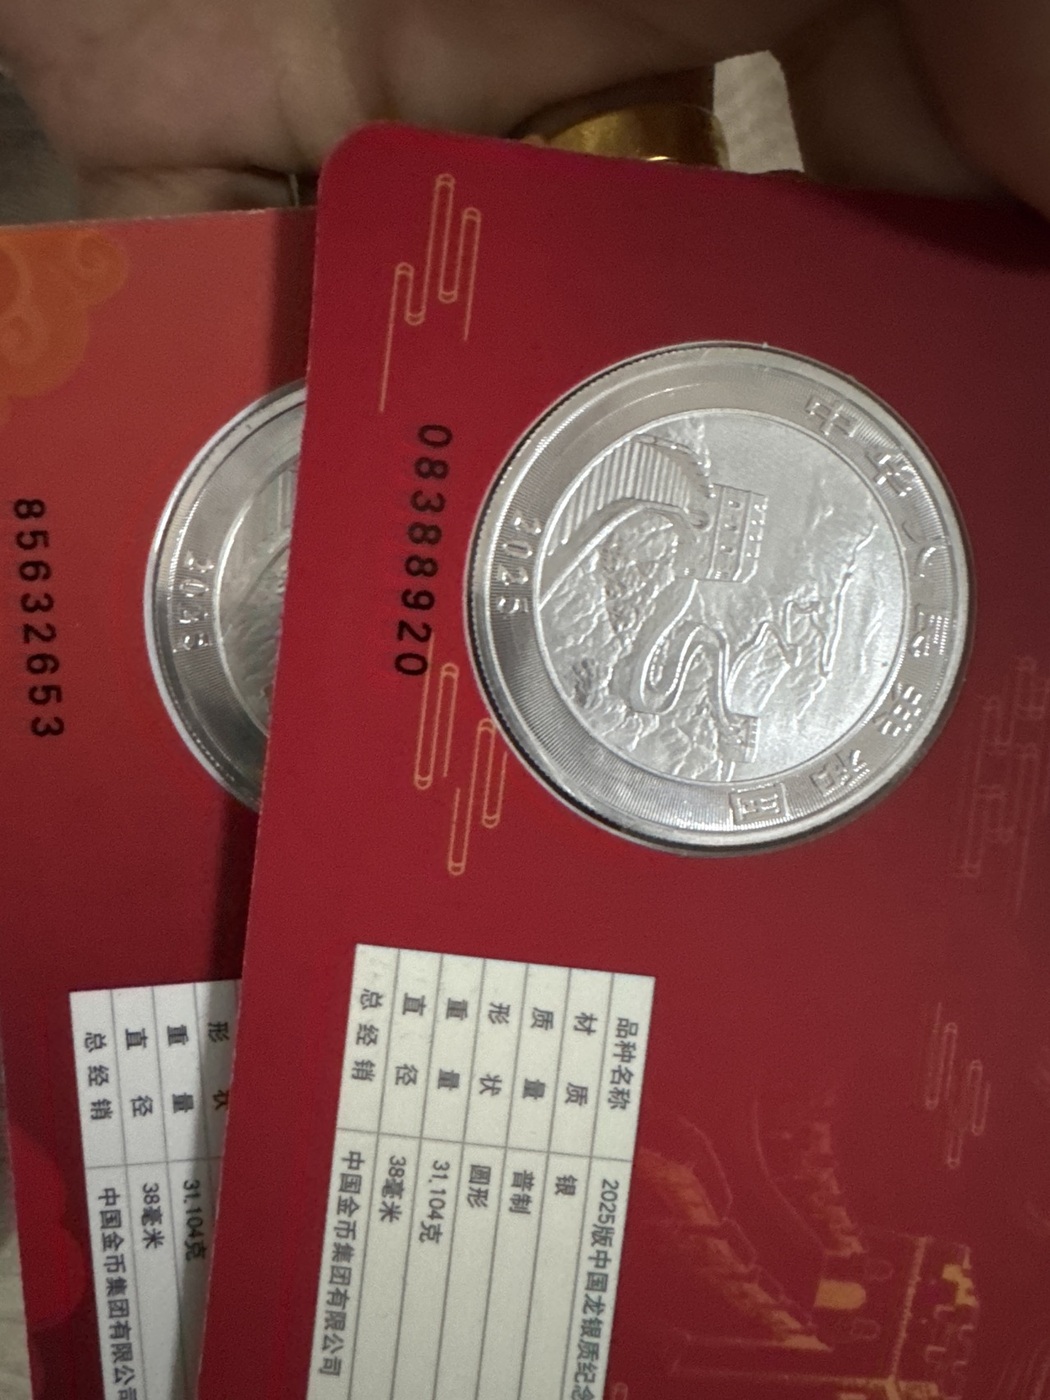 中华人民共和国
2025
08388920
品种名称 2025版中国龙银质纪念
材质 银
质量 普制
形状 圆形
重量 31.104克
直径 38毫米
总经销 中国金币集团有限公司
2025
85632653
形状
重量 31.104克
直径 38毫米
总经销 中国金币集团有限公司